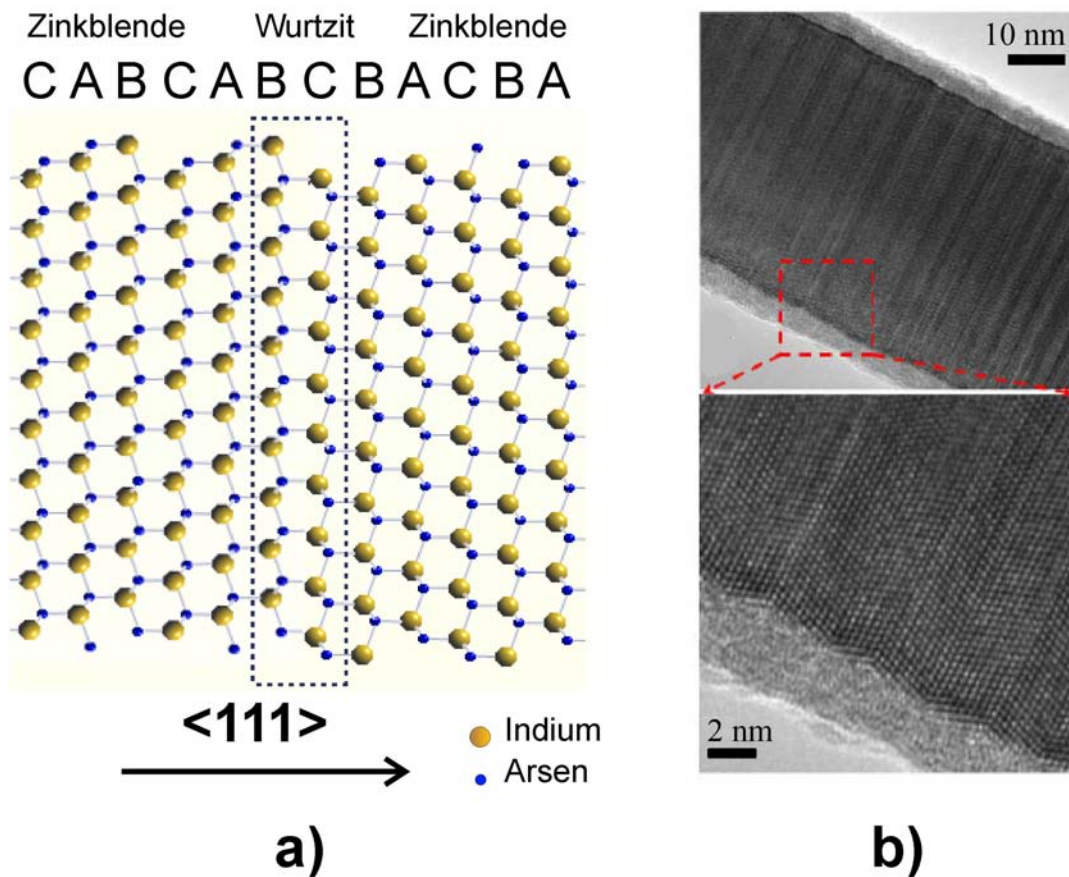 Zinkblende Wurtzit Zinkblende
C A B C A B C B A C B A
<111>
Indium
Arsen
a)
10 nm
2 nm
b)